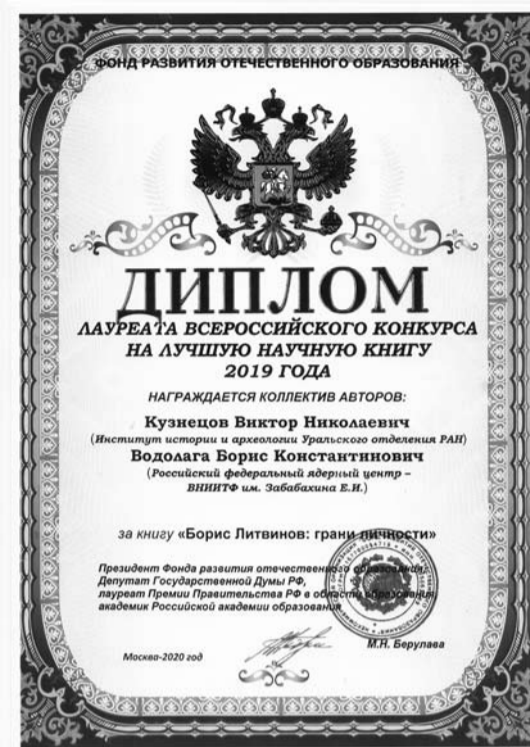 ФОНД РАЗВИТИЯ ОТЕЧЕСТВЕННОГО ОБРАЗОВАНИЯ
ДИПЛОМ
ЛАУРЕАТА ВСЕРОССИЙСКОГО КОНКУРСА
НА ЛУЧШУЮ НАУЧНУЮ КНИГУ
2019 ГОДА
НАГРАЖДАЕТСЯ КОЛЛЕКТИВ АВТОРОВ:
Кузнецов Виктор Николаевич
(Институт истории и археологии Уральского отделения РАН)
Водолага Борис Константинович
(Российский федеральный ядерный центр –
ВНИИТФ им. Забабахина Е.И.)
за книгу «Борис Литвинов: грани личности»
Президент Фонда развития отечественного образования,
Депутат Государственной Думы РФ,
лауреат Премии Правительства РФ в области образования,
академик Российской академии образования
М.Н. Берулава
Москва-2020 год